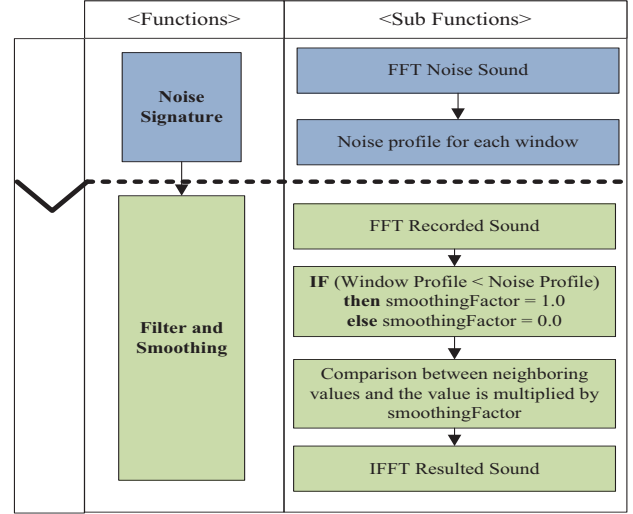 <Functions>
<Sub Functions>
Noise
Signature
FFT Noise Sound
Noise profile for each window
Filter and
Smoothing
FFT Recorded Sound
IF (Window Profile < Noise Profile)
then smoothingFactor = 1.0
else smoothingFactor = 0.0
Comparison between neighboring
values and the value is multiplied by
smoothingFactor
IFFT Resulted Sound